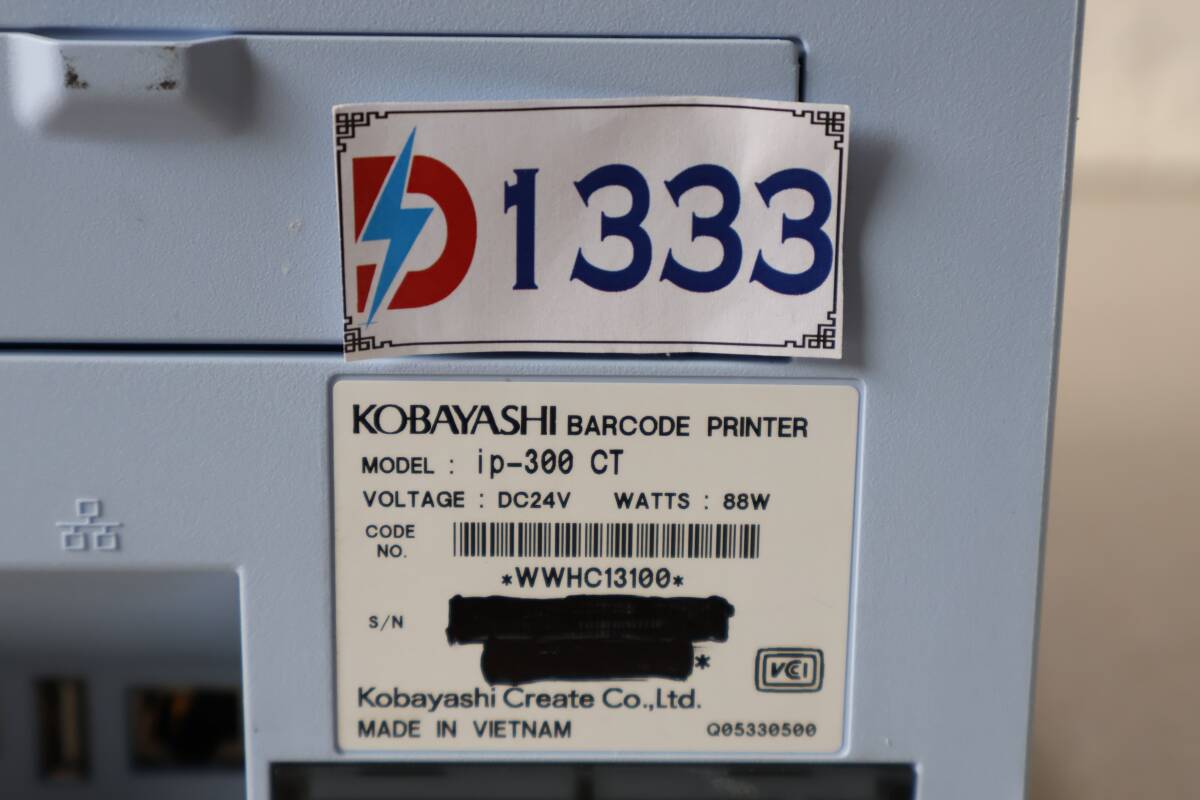 D 1333
KOBAYASHI BARCODE PRINTER
MODEL : ip-300 CT
VOLTAGE : DC24V WATTS : 88W
CODE NO.
*WWHC13100*
S/N
*
VCCI
Kobayashi Create Co.,Ltd.
MADE IN VIETNAM Q05330500